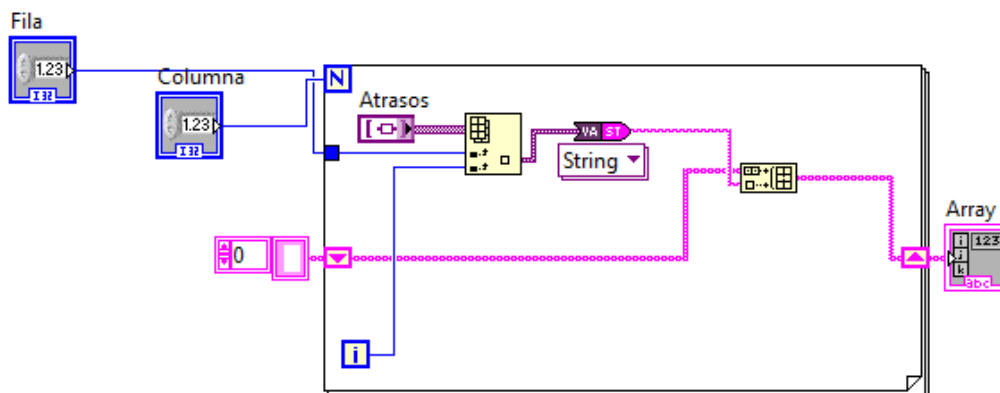 Fila
1.23
I32
Columna
1.23
I32
N
Atrasos
VA ST
String
0
i
Array
i 123
j
k
abc